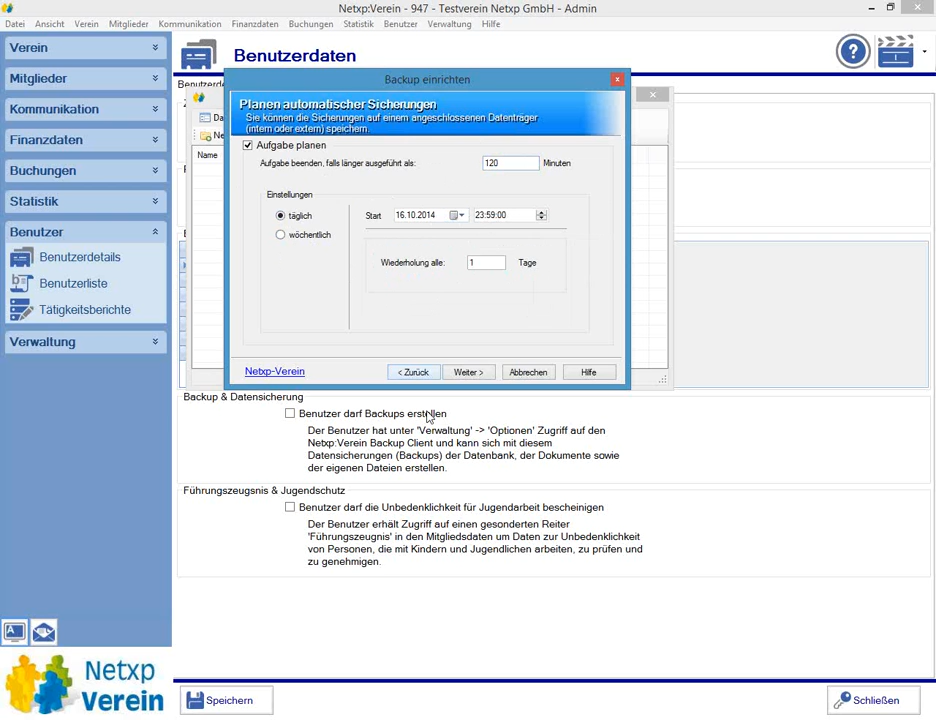 Netxp:Verein - 947 - Testverein Netxp GmbH - Admin
Datei Ansicht Verein Mitglieder Kommunikation Finanzdaten Buchungen Statistik Benutzer Verwaltung Hilfe
Verein
Mitglieder
Kommunikation
Finanzdaten
Buchungen
Statistik
Benutzer
Benutzerdetails
Benutzerliste
Tätigkeitsberichte
Verwaltung
Netxp
Verein
Benutzerdaten
Name
Backup einrichten
Planen automatischer Sicherungen
Sie können die Sicherungen auf einem angeschlossenen Datenträger
(intern oder extern) speichern.
Aufgabe planen
Aufgabe beenden, falls länger ausgeführt als: 120 Minuten
Einstellungen
täglich
wöchentlich
Start 16.10.2014 23:59:00
Wiederholung alle: 1 Tage
Netxp-Verein
< Zurück Weiter > Abbrechen Hilfe
Backup & Datensicherung
Benutzer darf Backups erstellen
Der Benutzer hat unter 'Verwaltung' -> 'Optionen' Zugriff auf den
Netxp:Verein Backup Client und kann sich mit diesem
Datensicherungen (Backups) der Datenbank, der Dokumente sowie
der eigenen Dateien erstellen.
Führungszeugsnis & Jugendschutz
Benutzer darf die Unbedenklichkeit für Jugendarbeit bescheinigen
Der Benutzer erhält Zugriff auf einen gesonderten Reiter
'Führungszeugnis' in den Mitgliedsdaten um Daten zur Unbedenklichkeit
von Personen, die mit Kindern und Jugendlichen arbeiten, zu prüfen und
zu genehmigen.
Speichern
Schließen